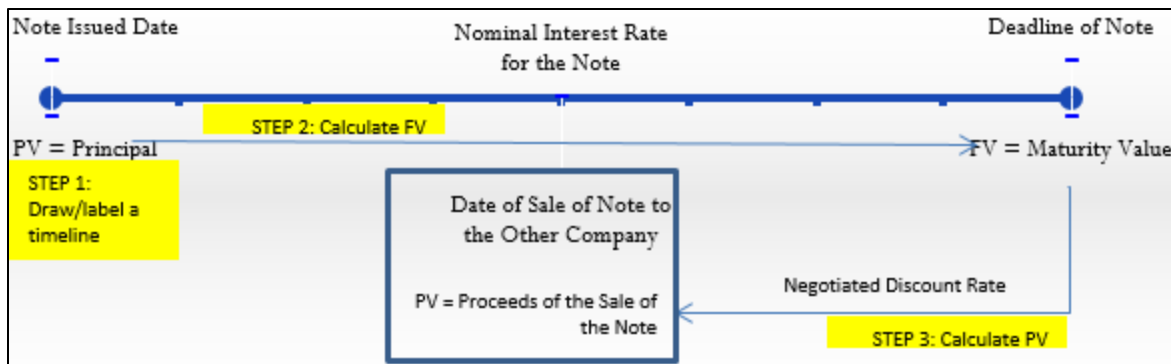 Note Issued Date
Nominal Interest Rate
for the Note
Deadline of Note
STEP 2: Calculate FV
PV = Principal
FV = Maturity Value
STEP 1:
Draw/label a
timeline
Date of Sale of Note to
the Other Company
PV = Proceeds of the Sale of
the Note
Negotiated Discount Rate
STEP 3: Calculate PV